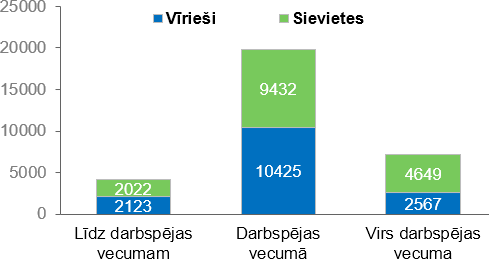 25000
Vīrieši
Sievietes
20000
15000
10000
5000
0
2022
2123
9432
10425
4649
2567
Līdz darbspējas
vecumam
Darbspējas
vecumā
Virs darbspējas
vecuma